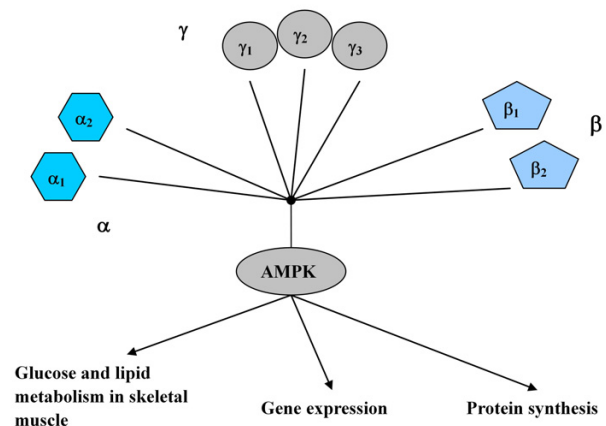 γ
γ₁
γ₂
γ₃
α₂
α₁
α
β₁
β
β₂
AMPK
Glucose and lipid
metabolism in skeletal
muscle
Gene expression
Protein synthesis